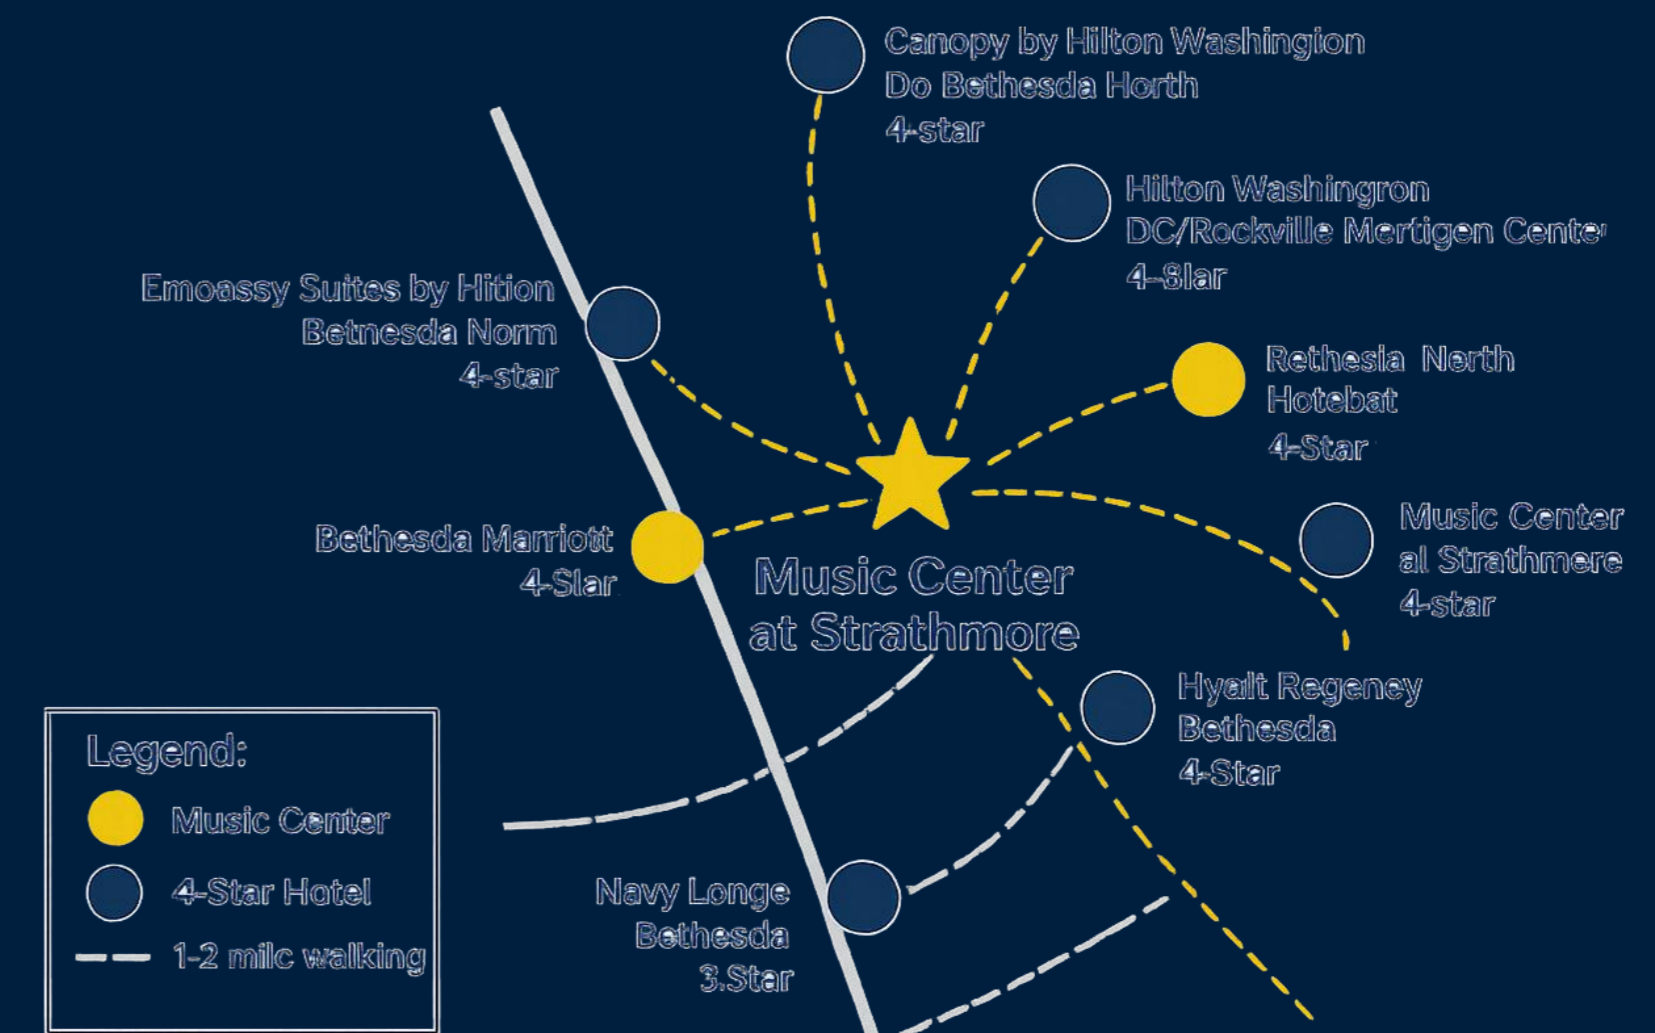 Canopy by Hilton Washingion
Do Bethesda Horth
4-star
Hilton Washingron
DC/Rockville Mertigen Center
4-8lar
Emoassy Suites by Hition
Betnesda Norm
4-star
Rethesia North
Hotebat
4-Star
Bethesda Marriott
4-Slar
Music Center
at Strathmore
Music Center
al Strathmere
4-star
Hyalt Regeney
Bethesda
4-Star
Navy Longe
Bethesda
3.Star
Legend:
Music Center
4-Star Hotel
1-2 milc walking